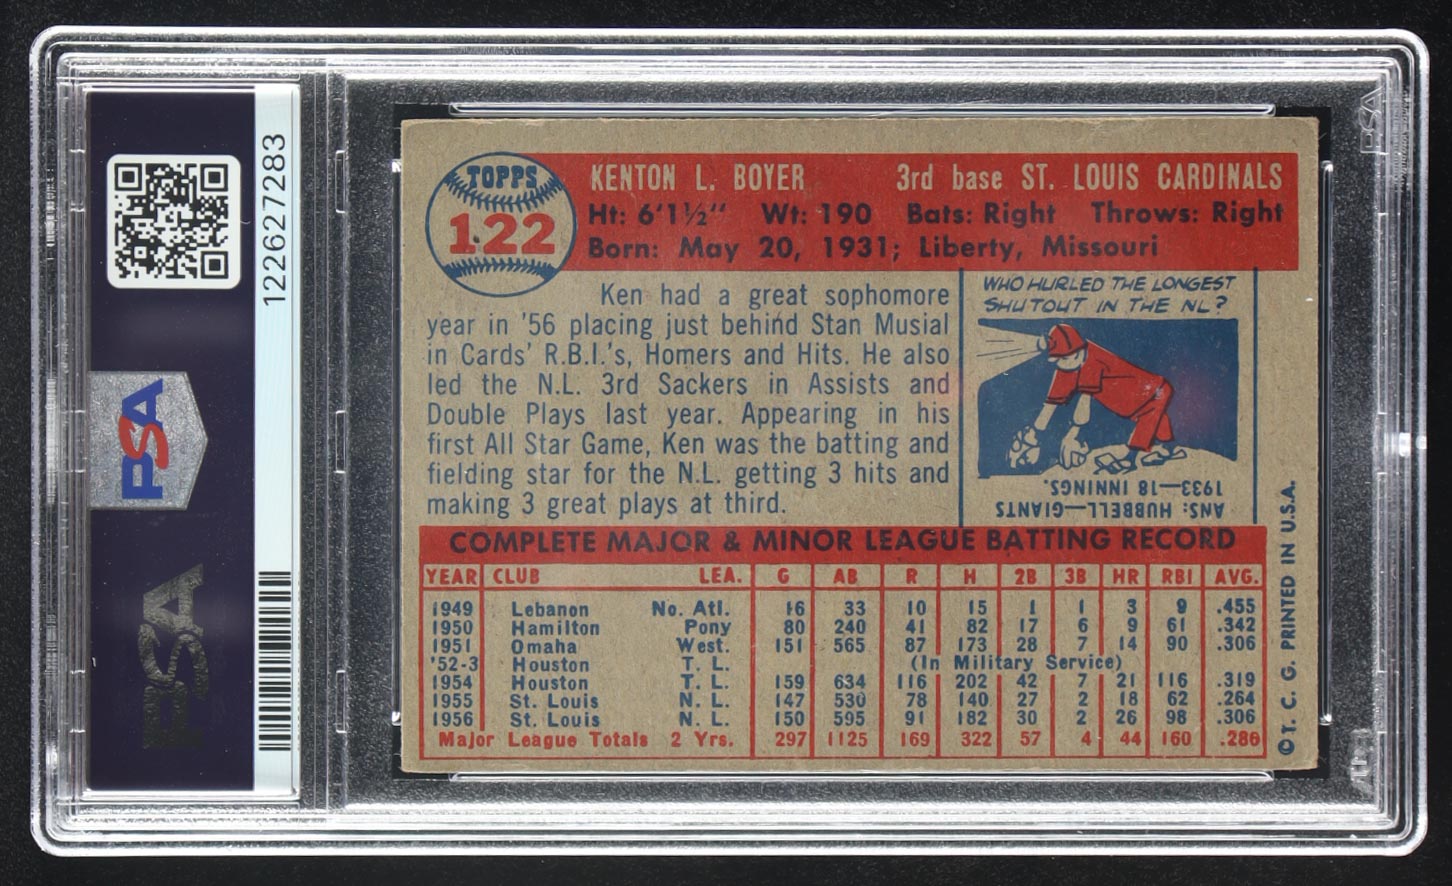 PSA
PSA
122627283
TOPPS
122
KENTON L. BOYER 3rd base ST. LOUIS CARDINALS
Ht: 6'1½" Wt: 190 Bats: Right Throws: Right
Born: May 20, 1931; Liberty, Missouri
Ken had a great sophomore
year in '56 placing just behind Stan Musial
in Cards' R.B.I.'s, Homers and Hits. He also
led the N.L. 3rd Sackers in Assists and
Double Plays last year. Appearing in his
first All Star Game, Ken was the batting and
fielding star for the N.L. getting 3 hits and
making 3 great plays at third.
WHO HURLED THE LONGEST
SHUTOUT IN THE NL?
ANS: HUBBELL—GIANTS
1933—18 INNINGS.
COMPLETE MAJOR & MINOR LEAGUE BATTING RECORD
YEAR CLUB LEA. G AB R H 2B 3B HR RBI AVG.
1949 Lebanon No. Atl. 16 33 10 15 1 1 3 9 .455
1950 Hamilton Pony 80 240 41 82 17 6 9 61 .342
1951 Omaha West. 151 565 87 173 28 7 14 90 .306
'52-3 Houston T. L. (In Military Service)
1954 Houston T. L. 159 634 116 202 42 7 21 116 .319
1955 St. Louis N. L. 147 530 78 140 27 2 18 62 .264
1956 St. Louis N. L. 150 595 91 182 30 2 26 98 .306
Major League Totals 2 Yrs. 297 1125 169 322 57 4 44 160 .286
©T. C. G. PRINTED IN U.S.A.
PSA